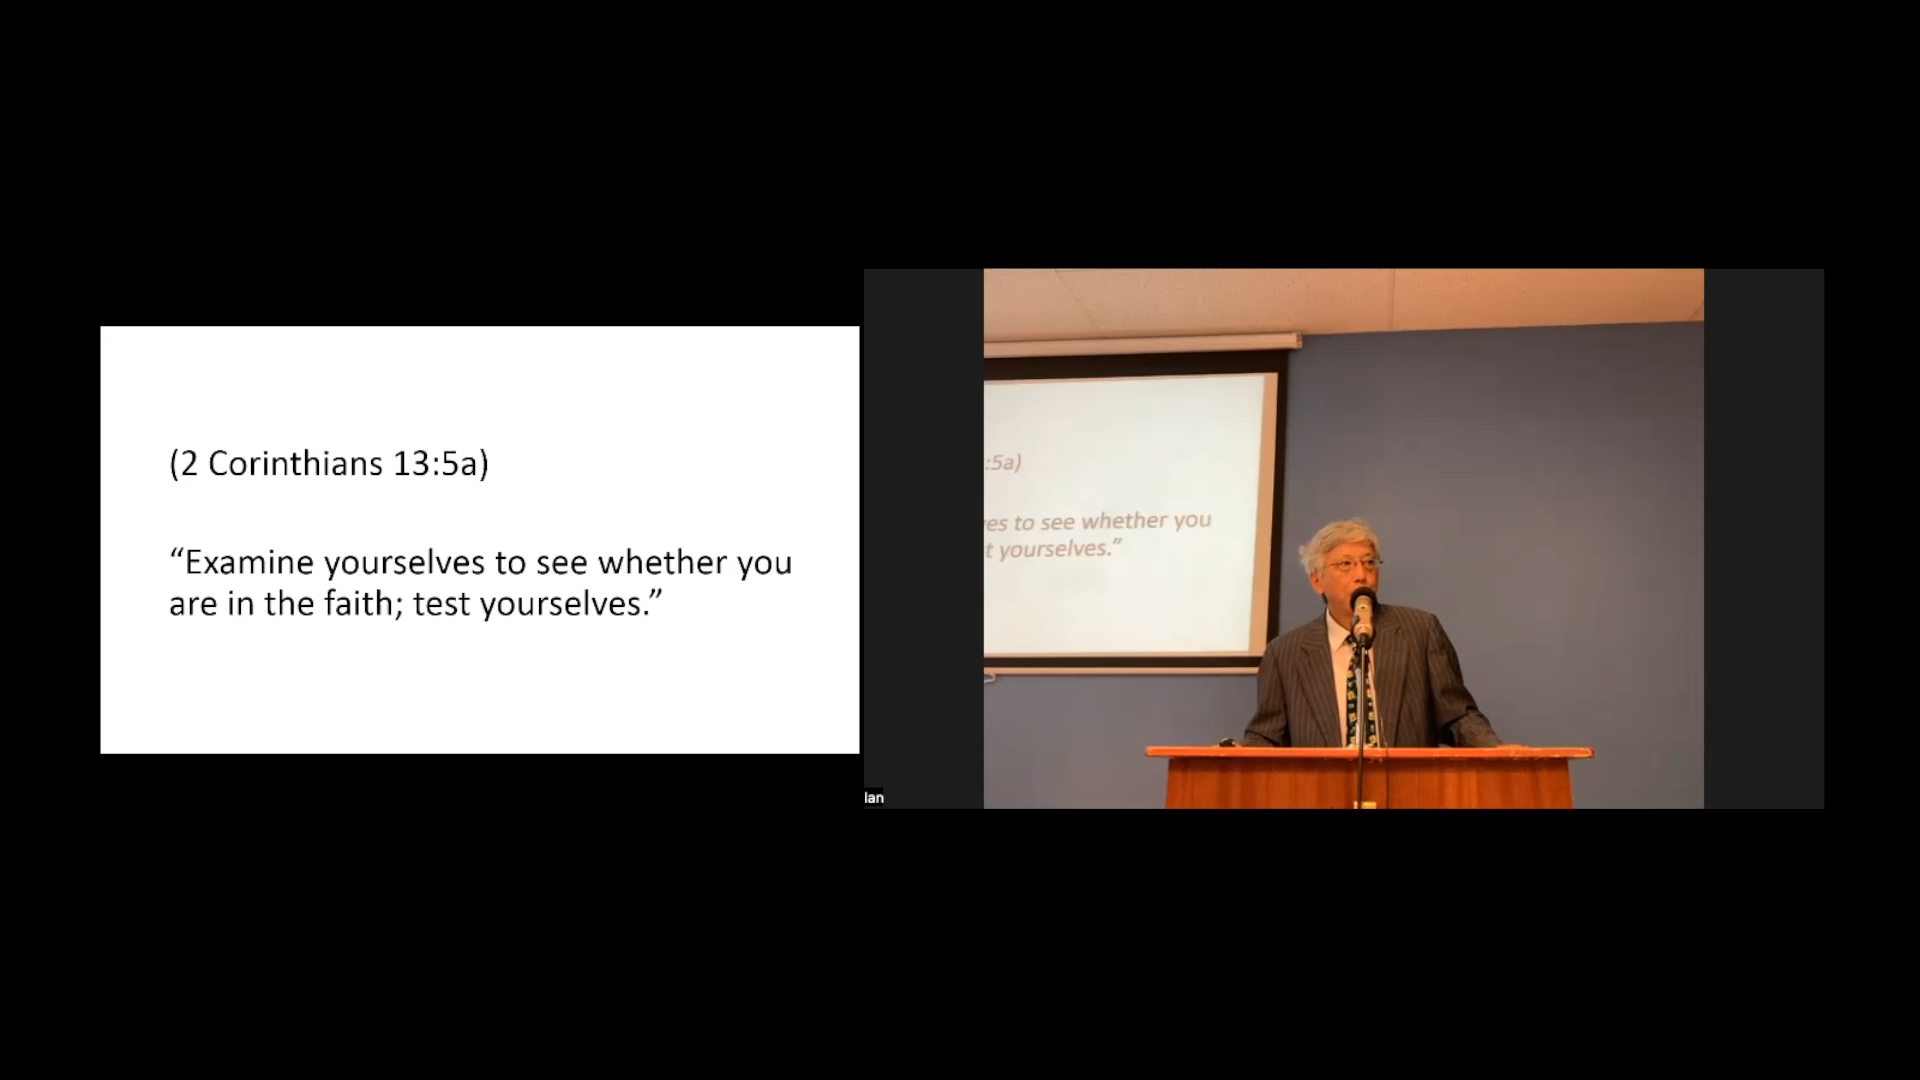 (2 Corinthians 13:5a)
“Examine yourselves to see whether you
are in the faith; test yourselves.”
:5a)
es to see whether you
t yourselves.”
lan